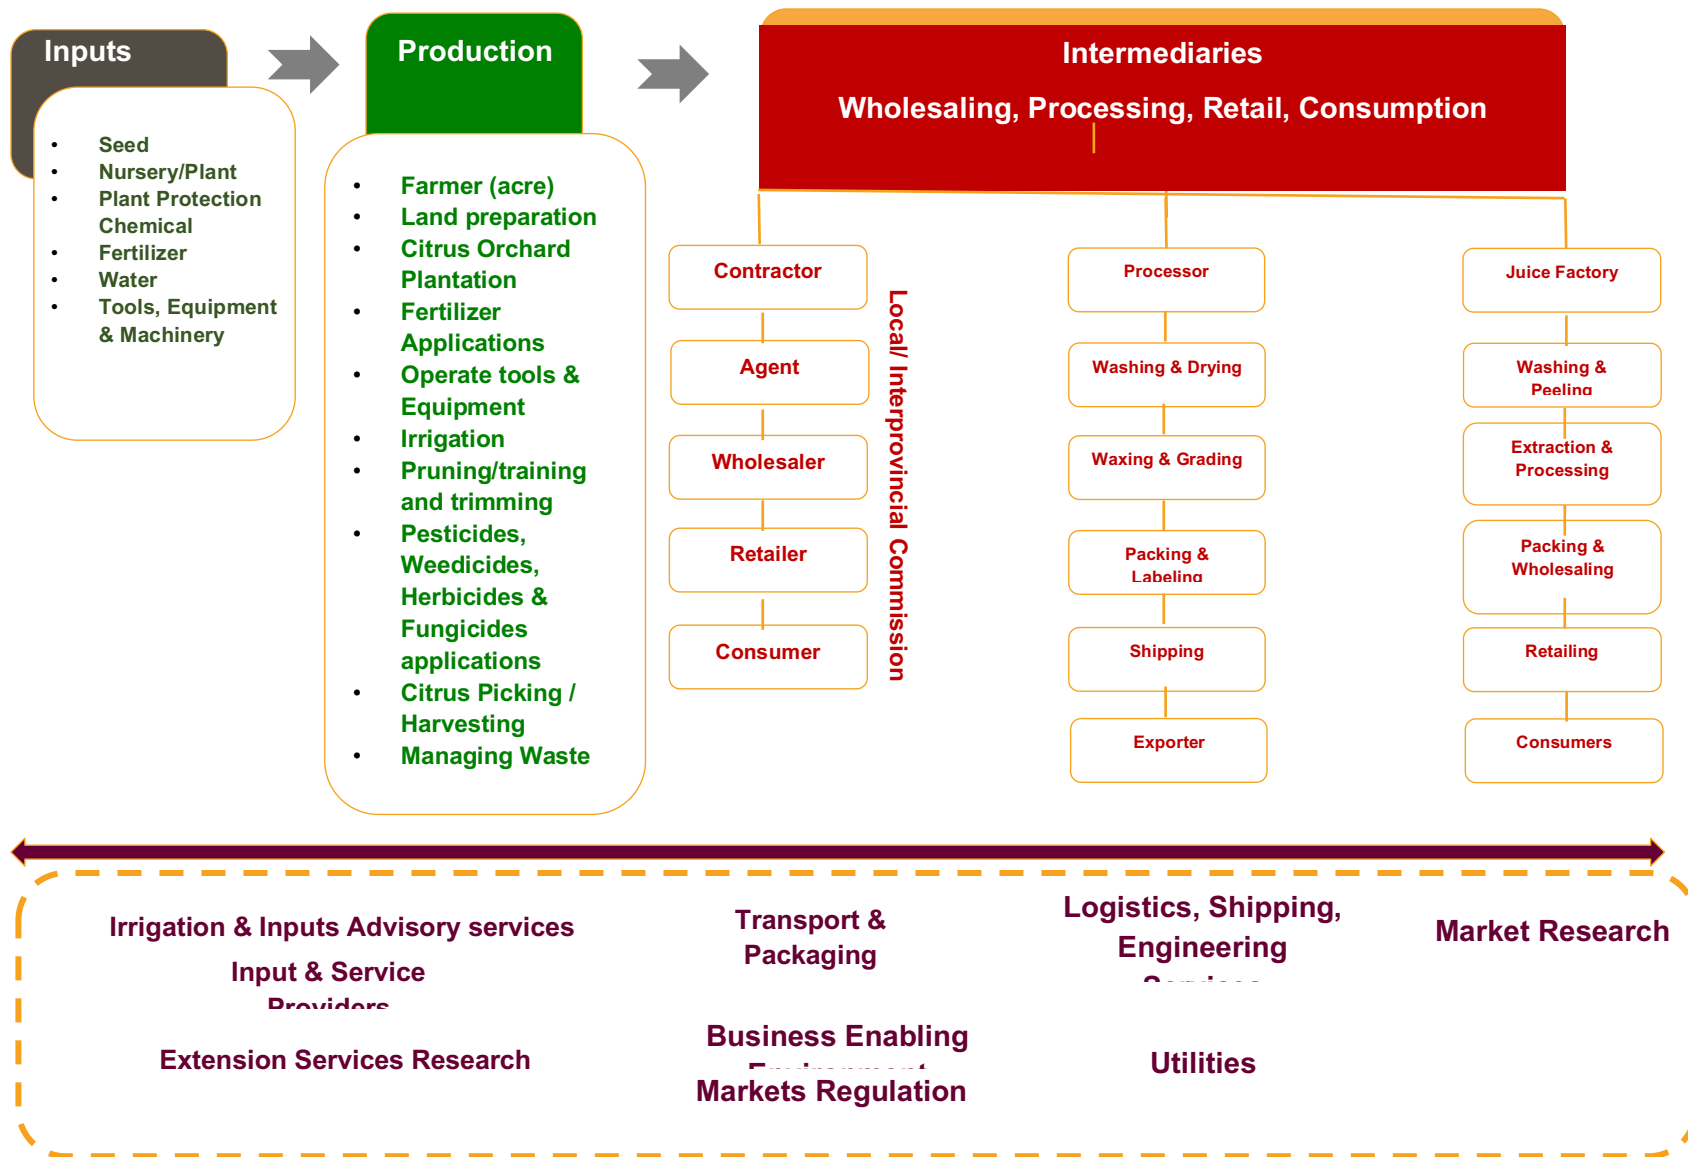 Inputs
Seed
Nursery/Plant
Plant Protection
Chemical
Fertilizer
Water
Tools, Equipment
& Machinery
Production
Farmer (acre)
Land preparation
Citrus Orchard
Plantation
Fertilizer
Applications
Operate tools &
Equipment
Irrigation
Pruning/training
and trimming
Pesticides,
Weedicides,
Herbicides &
Fungicides
applications
Citrus Picking /
Harvesting
Managing Waste
Intermediaries
Wholesaling, Processing, Retail, Consumption
Contractor
Agent
Wholesaler
Retailer
Consumer
Local/ Interprovincial Commission
Processor
Washing & Drying
Waxing & Grading
Packing &
Labeling
Shipping
Exporter
Juice Factory
Washing &
Peeling
Extraction &
Processing
Packing &
Wholesaling
Retailing
Consumers
Irrigation & Inputs Advisory services
Input & Service
Providers
Extension Services Research
Transport &
Packaging
Business Enabling
Environment
Markets Regulation
Logistics, Shipping,
Engineering
Services
Utilities
Market Research